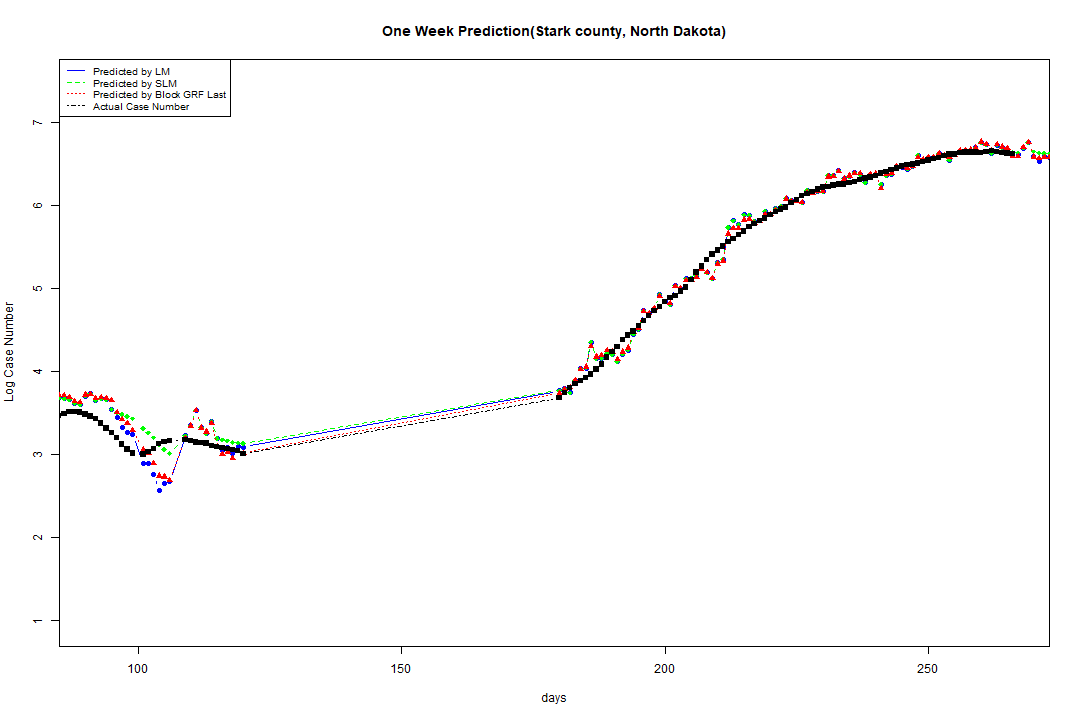 One Week Prediction(Stark county, North Dakota)
Predicted by LM
Predicted by SLM
Predicted by Block GRF Last
Actual Case Number
Log Case Number
7
6
5
4
3
2
1
100
150
200
250
days